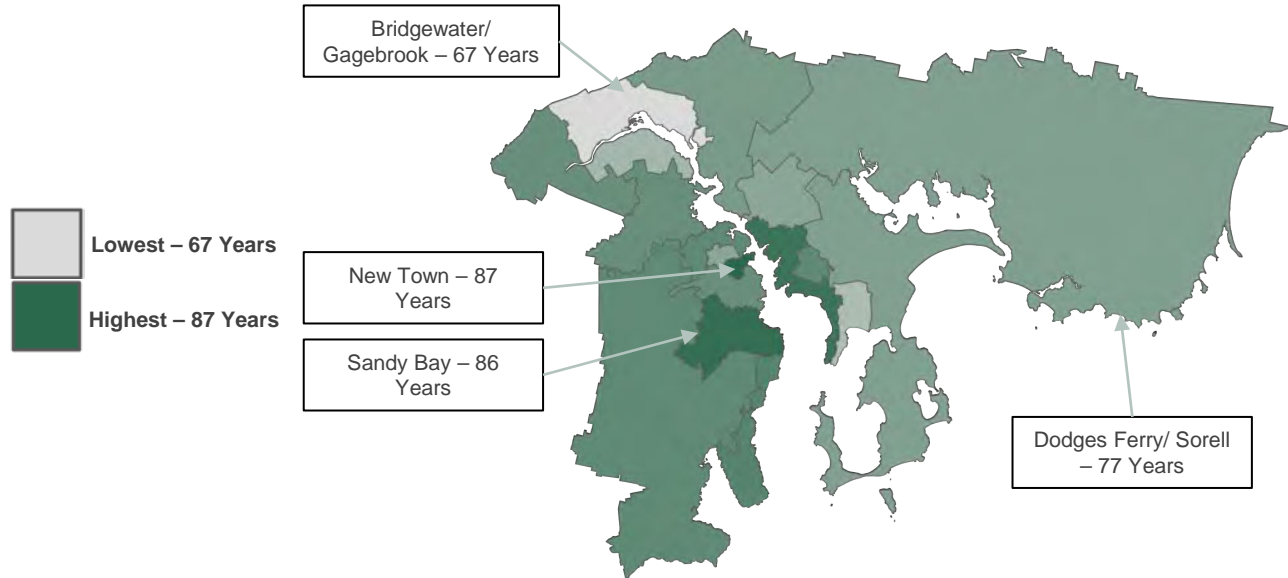 Bridgewater/
Gagebrook – 67 Years
Lowest – 67 Years
Highest – 87 Years
New Town – 87
Years
Sandy Bay – 86
Years
Dodges Ferry/ Sorell
– 77 Years